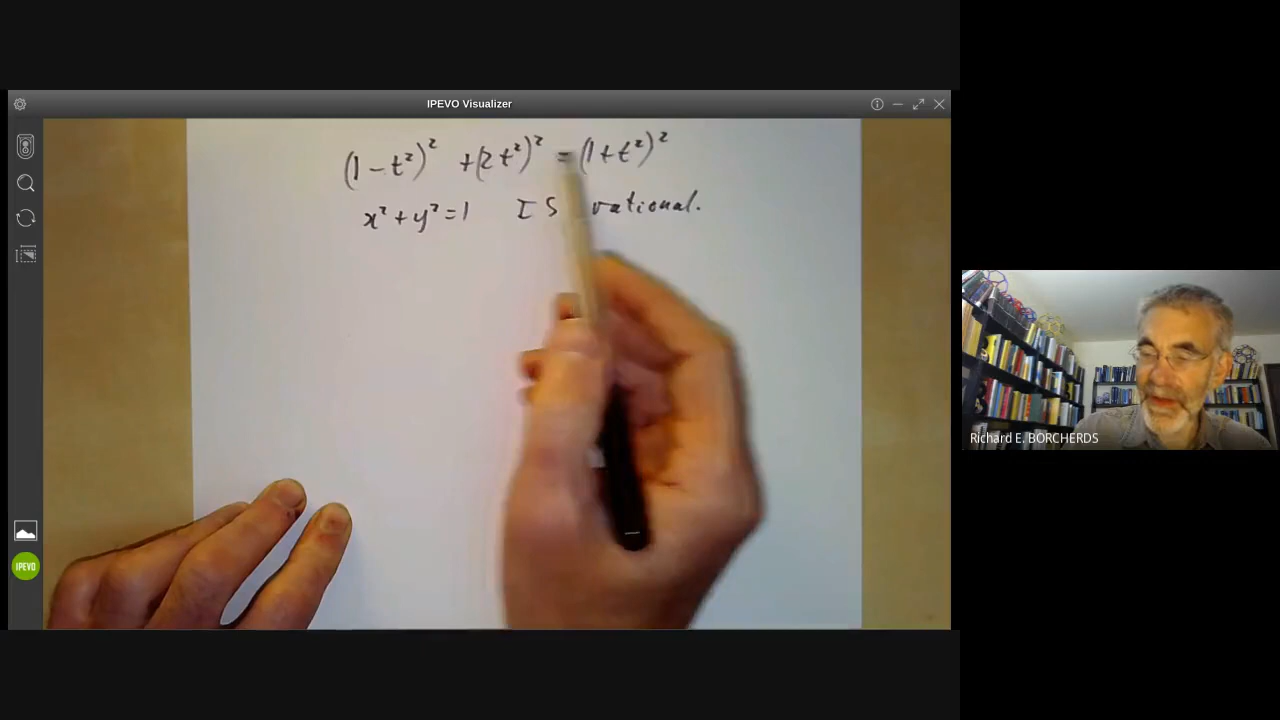 IPEVO Visualizer
(1-t²)² +(2t²)² = (1+t²)²
x²+y²=1 IS rational.
IPEVO
Richard E. BORCHERDS